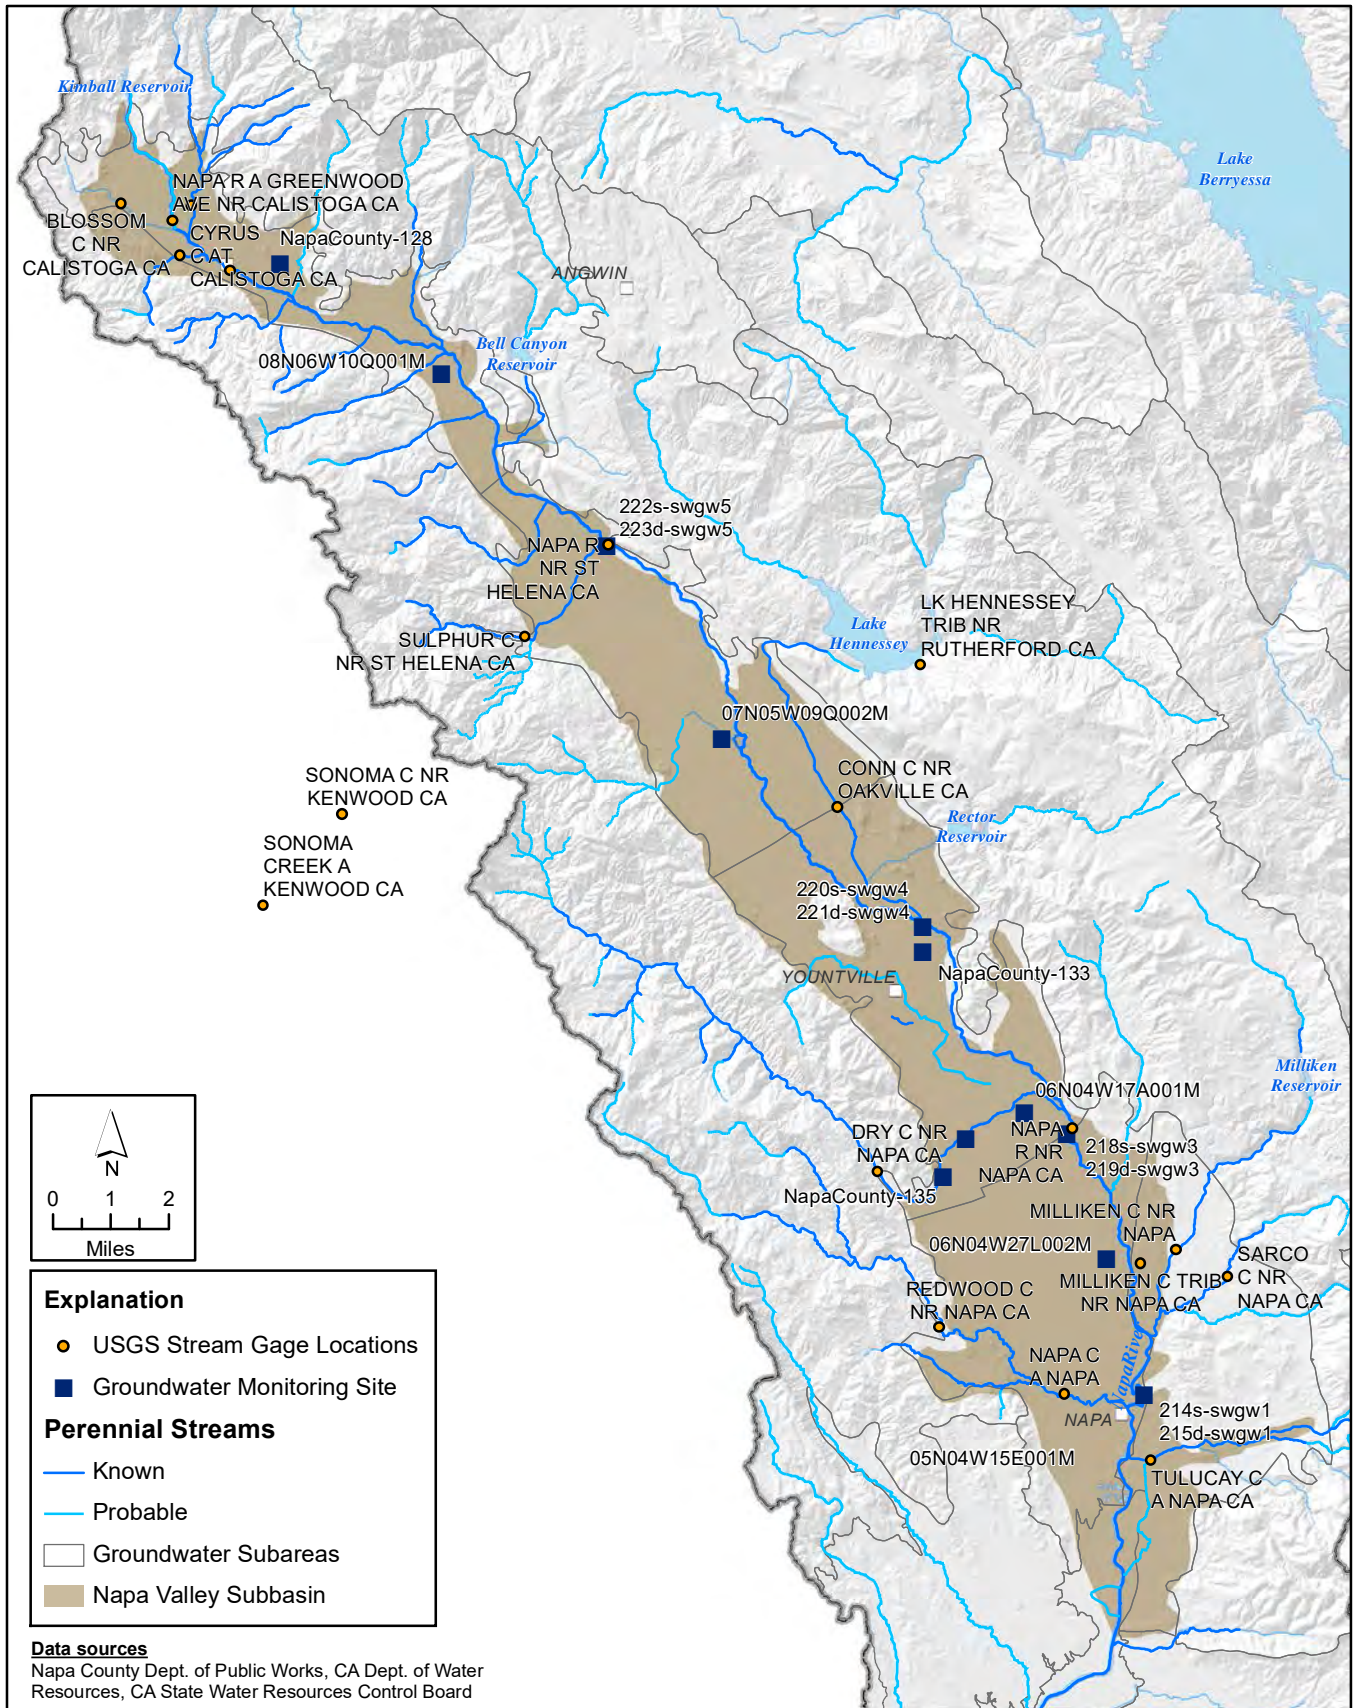 Kimball Reservoir
Lake
Berryessa
NAPA R A GREENWOOD
AVE NR CALISTOGA CA
BLOSSOM
C NR
CALISTOGA CA
CYRUS
C AT
CALISTOGA CA
NapaCounty-128
ANGWIN
Bell Canyon
Reservoir
08N06W10Q001M
222s-swgw5
223d-swgw5
NAPA R
NR ST
HELENA CA
LK HENNESSEY
TRIB NR
RUTHERFORD CA
Lake
Hennessey
SULPHUR C
NR ST HELENA CA
07N05W09Q002M
SONOMA C NR
KENWOOD CA
CONN C NR
OAKVILLE CA
Rector
Reservoir
SONOMA
CREEK A
KENWOOD CA
220s-swgw4
221d-swgw4
NapaCounty-133
YOUNTVILLE
Milliken
Reservoir
06N04W17A001M
DRY C NR
NAPA CA
NAPA
R NR
NAPA CA
218s-swgw3
219d-swgw3
NapaCounty-135
MILLIKEN C NR
NAPA
06N04W27L002M
SARCO
C NR
NAPA CA
MILLIKEN C TRIB
NR NAPA CA
REDWOOD C
NR NAPA CA
NapaRiver
NAPA C
A NAPA
NAPA
214s-swgw1
215d-swgw1
05N04W15E001M
TULUCAY C
A NAPA CA
N
0 1 2
Miles
Explanation
USGS Stream Gage Locations
Groundwater Monitoring Site
Perennial Streams
Known
Probable
Groundwater Subareas
Napa Valley Subbasin
Data sources
Napa County Dept. of Public Works, CA Dept. of Water
Resources, CA State Water Resources Control Board